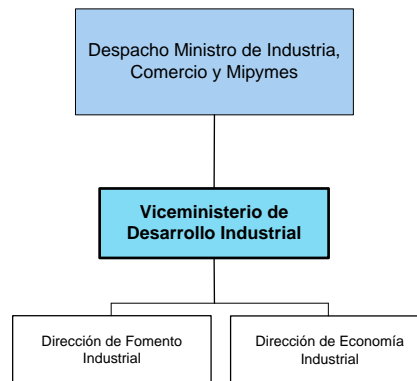 Despacho Ministro de Industria,
Comercio y Mipymes
Viceministerio de
Desarrollo Industrial
Dirección de Fomento
Industrial
Dirección de Economía
Industrial